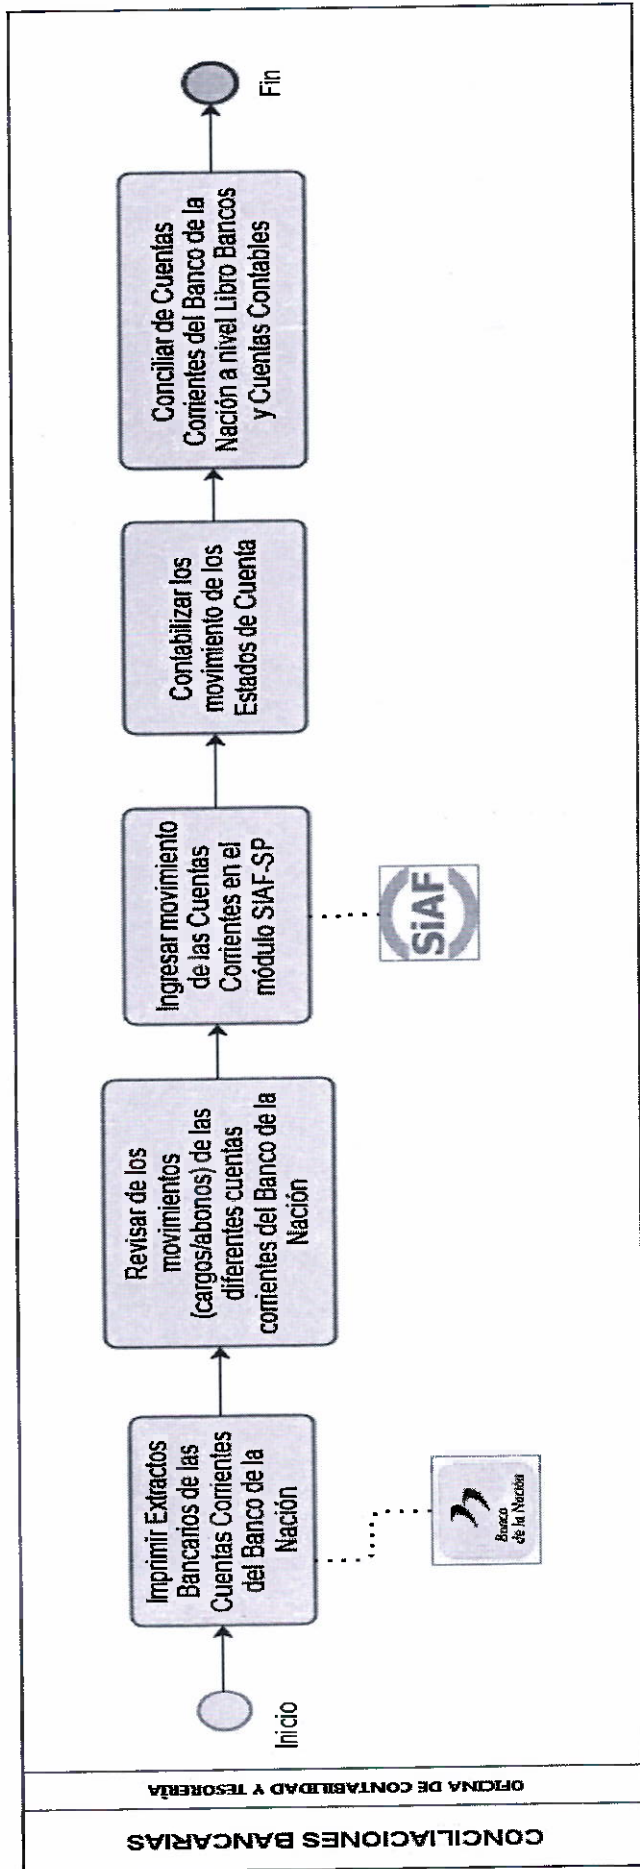 CONCILIACIONES BANCARIAS
OFICINA DE CONTABILIDAD Y TESORERÍA
Inicio
Imprimir Extractos
Bancarios de las
Cuentas Corrientes
del Banco de la
Nación
Banco
de la Nación
Revisar de los
movimientos
(cargos/abonos) de las
diferentes cuentas
corrientes del Banco de la
Nación
Ingresar movimiento
de las Cuentas
Corrientes en el
módulo SIAF-SP
SiAF
Contabilizar los
movimiento de los
Estados de Cuenta
Conciliar de Cuentas
Corrientes del Banco de la
Nación a nivel Libro Bancos
y Cuentas Contables
Fin